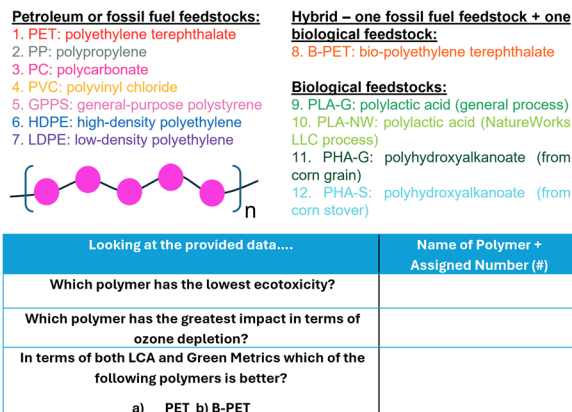 Petroleum or fossil fuel feedstocks:
1. PET: polyethylene terephthalate
2. PP: polypropylene
3. PC: polycarbonate
4. PVC: polyvinyl chloride
5. GPPS: general-purpose polystyrene
6. HDPE: high-density polyethylene
7. LDPE: low-density polyethylene
n
Hybrid – one fossil fuel feedstock + one
biological feedstock:
8. B-PET: bio-polyethylene terephthalate
Biological feedstocks:
9. PLA-G: polylactic acid (general process)
10. PLA-NW: polylactic acid (NatureWorks
LLC process)
11. PHA-G: polyhydroxyalkanoate (from
corn grain)
12. PHA-S: polyhydroxyalkanoate (from
corn stover)
Looking at the provided data....
Name of Polymer +
Assigned Number (#)
Which polymer has the lowest ecotoxicity?
Which polymer has the greatest impact in terms of
ozone depletion?
In terms of both LCA and Green Metrics which of the
following polymers is better?
a) PET b) B-PET